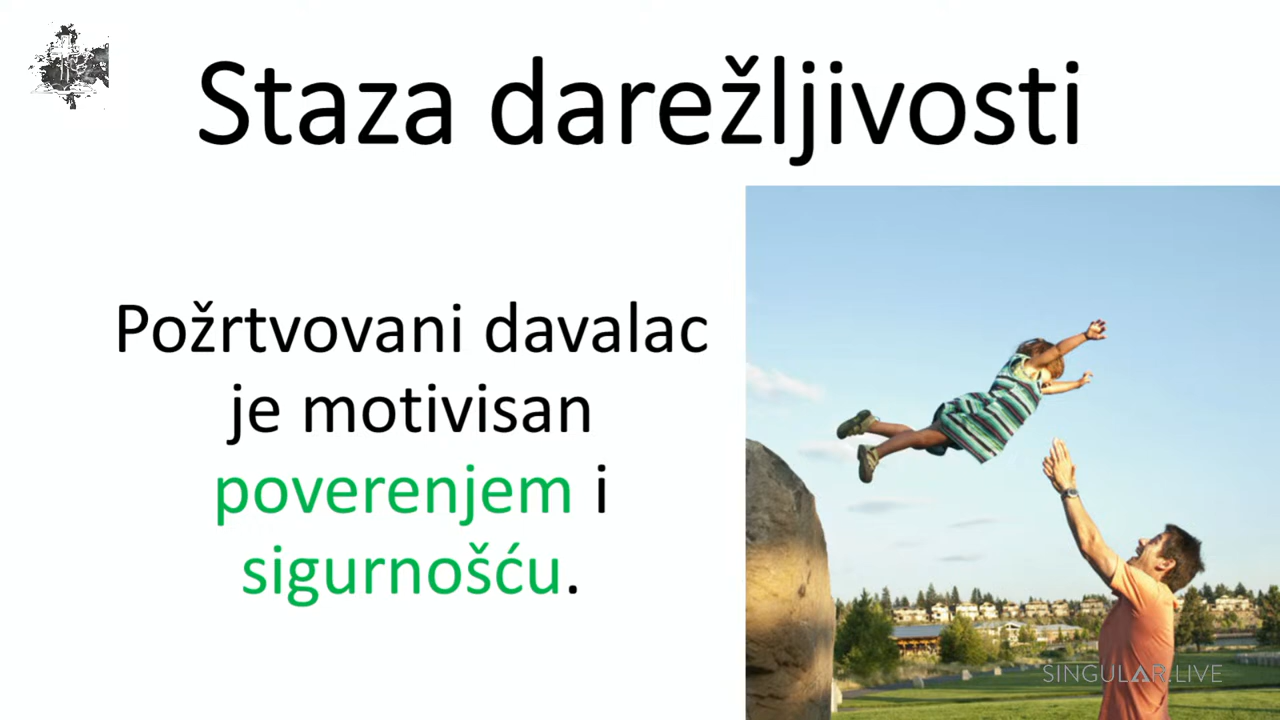 Staza darežljivosti
Požrtvovani davalac
je motivisan
poverenjem i
sigurnošću.
SINGULAR.LIVE